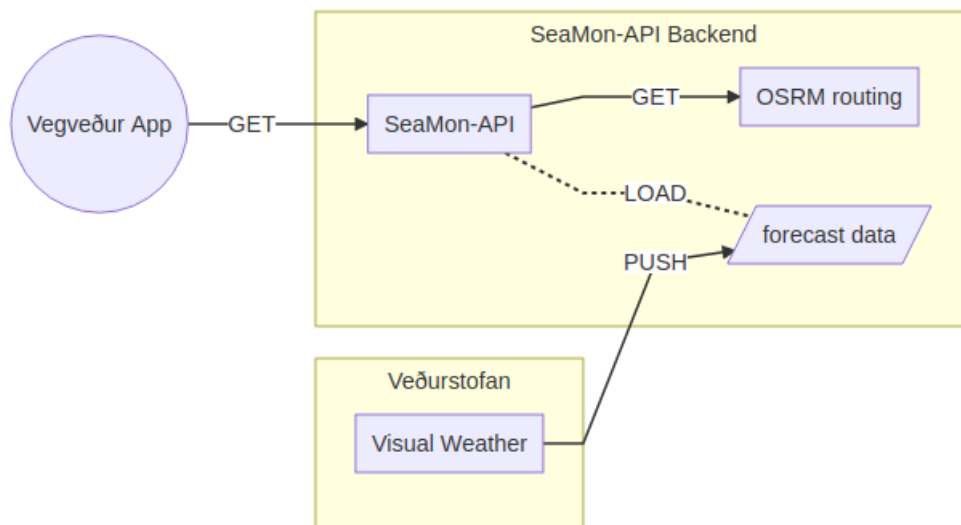 SeaMon-API Backend
Vegveður App
GET
SeaMon-API
GET
OSRM routing
LOAD
forecast data
PUSH
Veðurstofan
Visual Weather